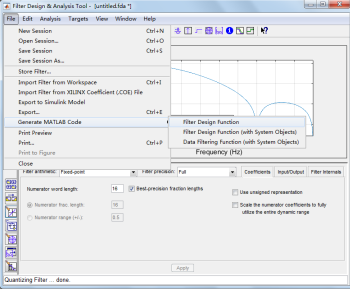 Filter Design & Analysis Tool - [untitled.fda *]
File Edit Analysis Targets View Window Help
New Session Ctrl+N
Open Session... Ctrl+O
Save Session Ctrl+S
Save Session As...
Store Filter...
Import Filter from Workspace Ctrl+I
Import Filter from XILINX Coefficient (.COE) File
Export to Simulink Model
Export... Ctrl+E
Generate MATLAB Code
Filter Design Function
Filter Design Function (with System Objects)
Data Filtering Function (with System Objects)
Print Preview
Print... Ctrl+P
Print to Figure
Close
Frequency (Hz)
Filter arithmetic: Fixed-point
Filter precision: Full
Coefficients Input/Output Filter Internals
Numerator word length: 16
Best-precision fraction lengths
Use unsigned representation
Numerator frac. length: 16
Scale the numerator coefficients to fully
utilize the entire dynamic range
Numerator range (+/-): 0.5
Apply
Quantizing Filter ... done.